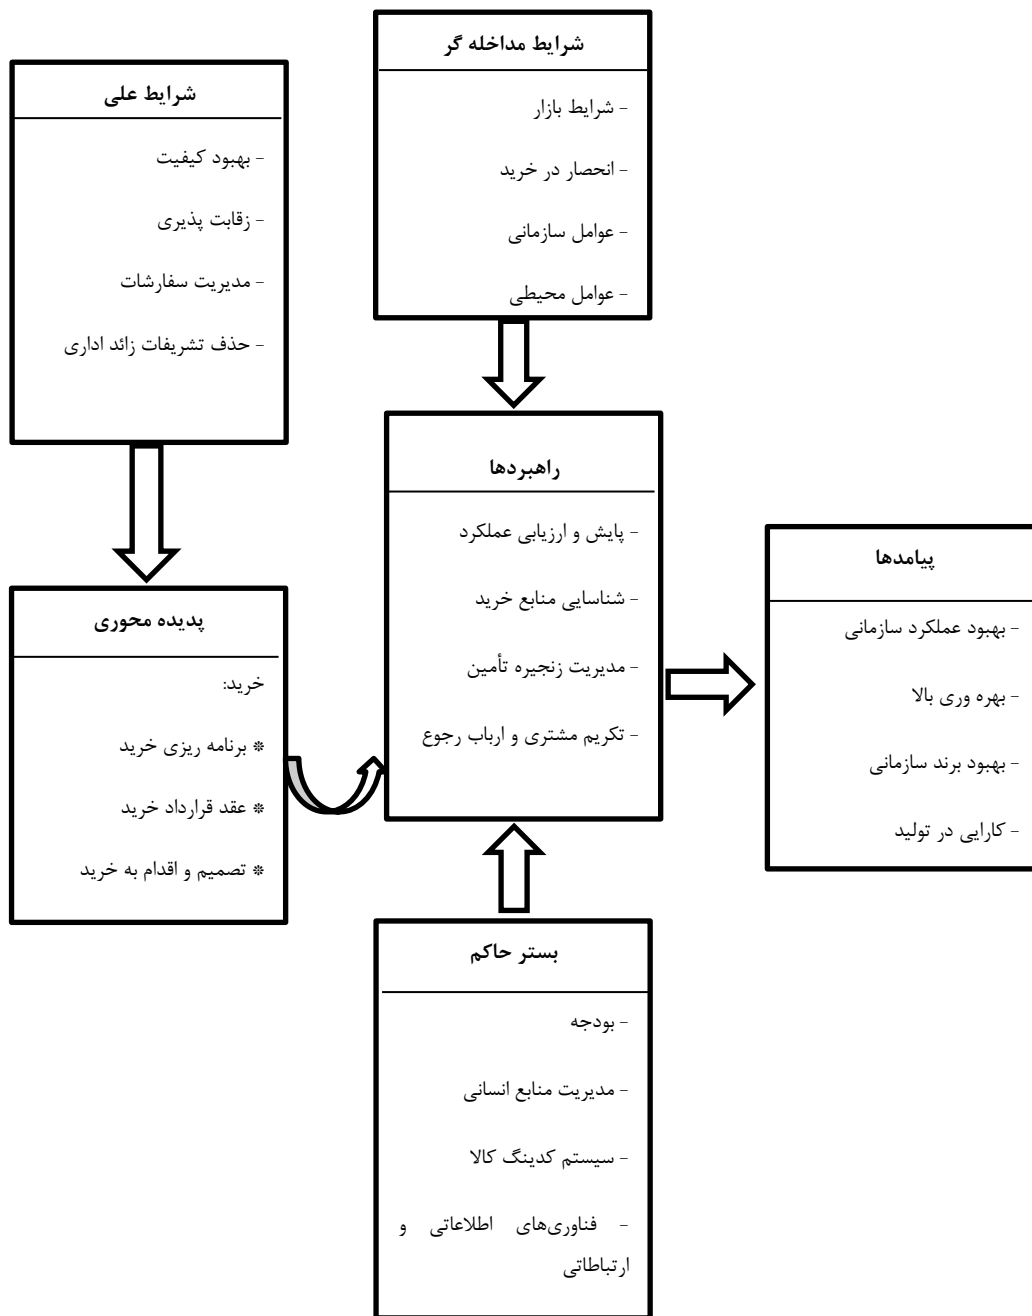 شرایط مداخله گر
- شرایط بازار
- انحصار در خرید
- عوامل سازمانی
- عوامل محیطی
شرایط علی
- بهبود کیفیت
- زقابت پذیری
- مدیریت سفارشات
- حذف تشریفات زائد اداری
راهبردها
- پایش و ارزیابی عملکرد
- شناسایی منابع خرید
- مدیریت زنجیره تأمین
- تکریم مشتری و ارباب رجوع
پیامدها
- بهبود عملکرد سازمانی
- بهره وری بالا
- بهبود برند سازمانی
- کارایی در تولید
پدیده محوری
خرید:
* برنامه ریزی خرید
* عقد قرارداد خرید
* تصمیم و اقدام به خرید
بستر حاکم
- بودجه
- مدیریت منابع انسانی
- سیستم کدینگ کالا
- فناوری‌های اطلاعاتی و
ارتباطاتی